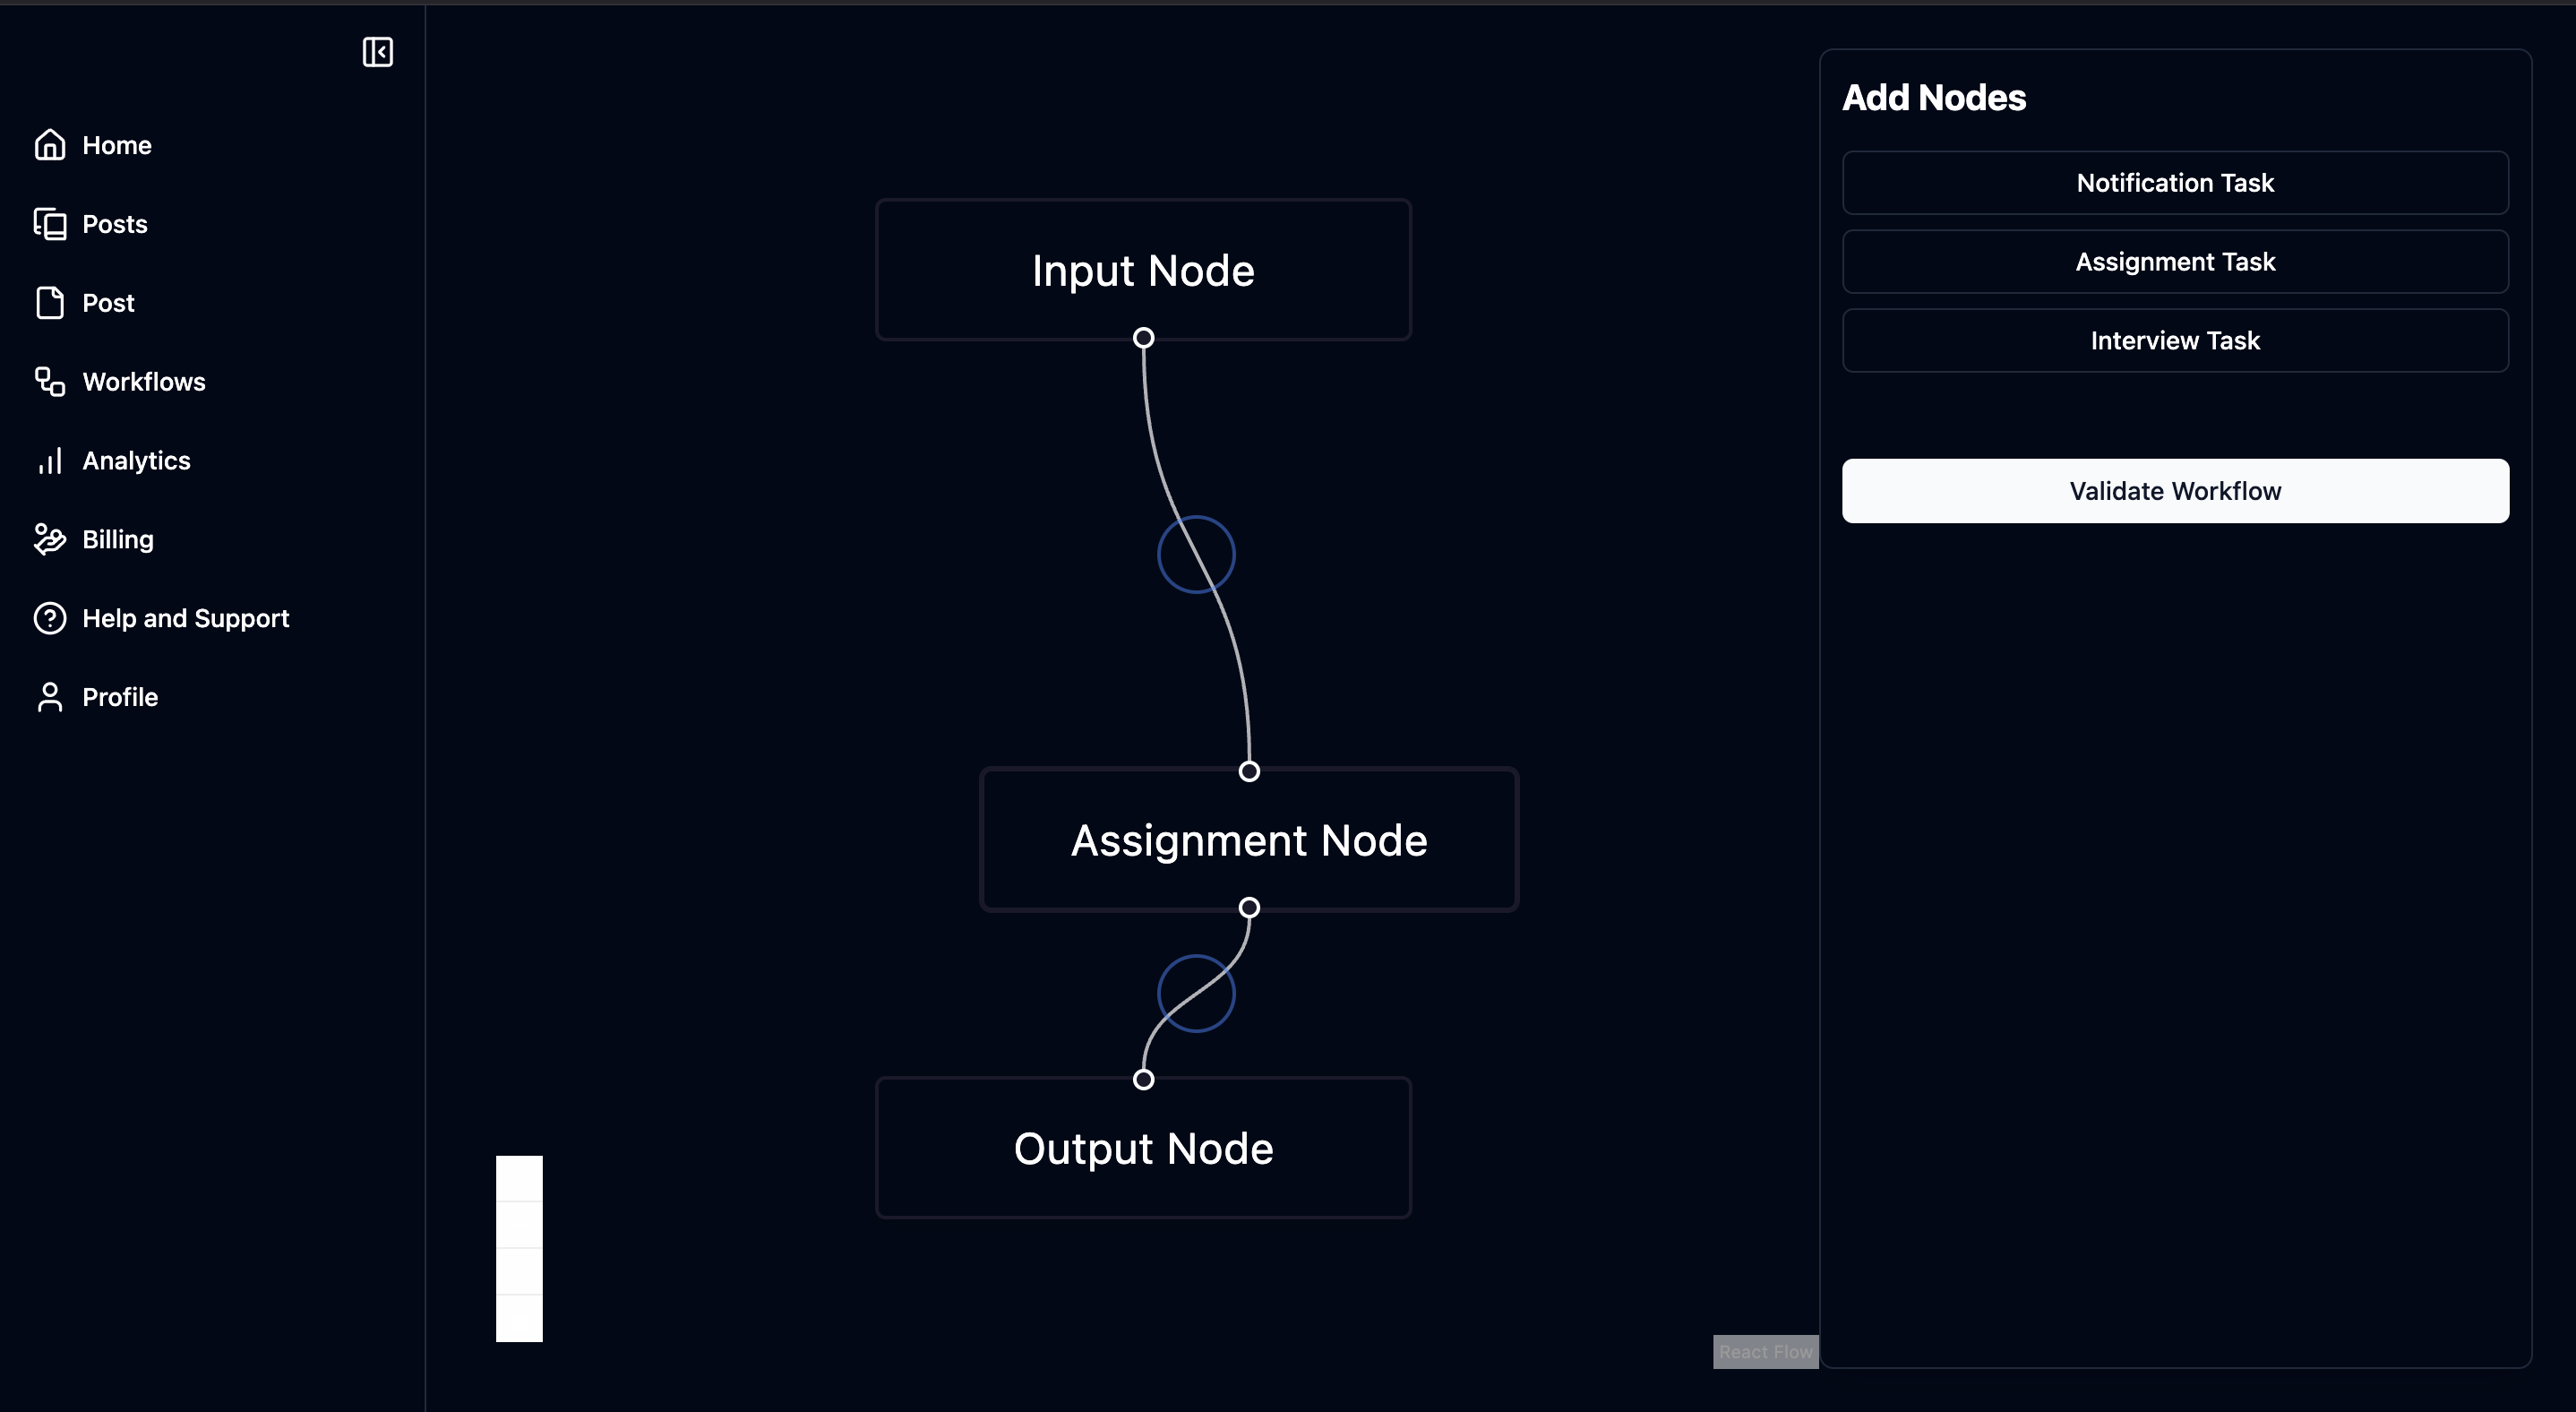 Home
Posts
Post
Workflows
Analytics
Billing
Help and Support
Profile
Input Node
Assignment Node
Output Node
React Flow
Add Nodes
Notification Task
Assignment Task
Interview Task
Validate Workflow